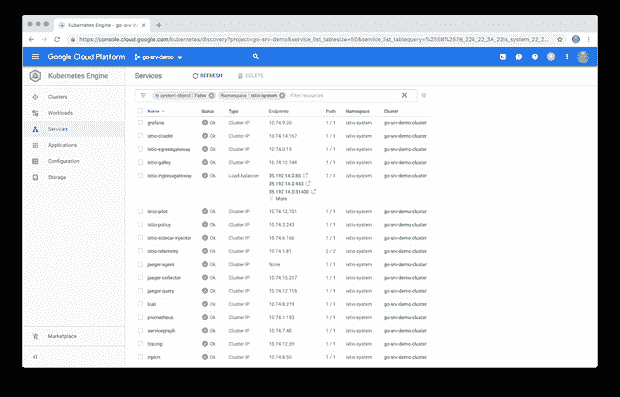 Kubernetes Engine - go-srv-demo
https://console.cloud.google.com/kubernetes/discovery?project=go-srv-demo&service_list_tablesize=50&service_list_tablequery=
Google Cloud Platform go-srv-demo
Kubernetes Engine Services REFRESH DELETE
Is system object : False Namespace : istio-system Filter resources
Clusters
Workloads
Services
Applications
Configuration
Storage
Marketplace
Name Status Type Endpoints Pods Namespace Cluster
grafana Ok Cluster IP 10.74.9.30 1 / 1 istio-system go-srv-demo-cluster
istio-citadel Ok Cluster IP 10.74.14.167 1 / 1 istio-system go-srv-demo-cluster
istio-egressgateway Ok Cluster IP 10.74.0.15 1 / 1 istio-system go-srv-demo-cluster
istio-galley Ok Cluster IP 10.74.12.144 1 / 1 istio-system go-srv-demo-cluster
istio-ingressgateway Ok Load balancer 35.192.14.0:80 1 / 1 istio-system go-srv-demo-cluster
35.192.14.0:443
35.192.14.0:31400
More
istio-pilot Ok Cluster IP 10.74.12.101 1 / 1 istio-system go-srv-demo-cluster
istio-policy Ok Cluster IP 10.74.3.243 1 / 1 istio-system go-srv-demo-cluster
istio-sidecar-injector Ok Cluster IP 10.74.6.166 1 / 1 istio-system go-srv-demo-cluster
istio-telemetry Ok Cluster IP 10.74.1.81 2 / 2 istio-system go-srv-demo-cluster
jaeger-agent Ok Cluster IP None 1 / 1 istio-system go-srv-demo-cluster
jaeger-collector Ok Cluster IP 10.74.15.207 1 / 1 istio-system go-srv-demo-cluster
jaeger-query Ok Cluster IP 10.74.12.116 1 / 1 istio-system go-srv-demo-cluster
kiali Ok Cluster IP 10.74.8.219 1 / 1 istio-system go-srv-demo-cluster
prometheus Ok Cluster IP 10.74.1.193 1 / 1 istio-system go-srv-demo-cluster
servicegraph Ok Cluster IP 10.74.7.48 1 / 1 istio-system go-srv-demo-cluster
tracing Ok Cluster IP 10.74.12.39 1 / 1 istio-system go-srv-demo-cluster
zipkin Ok Cluster IP 10.74.8.50 1 / 1 istio-system go-srv-demo-cluster